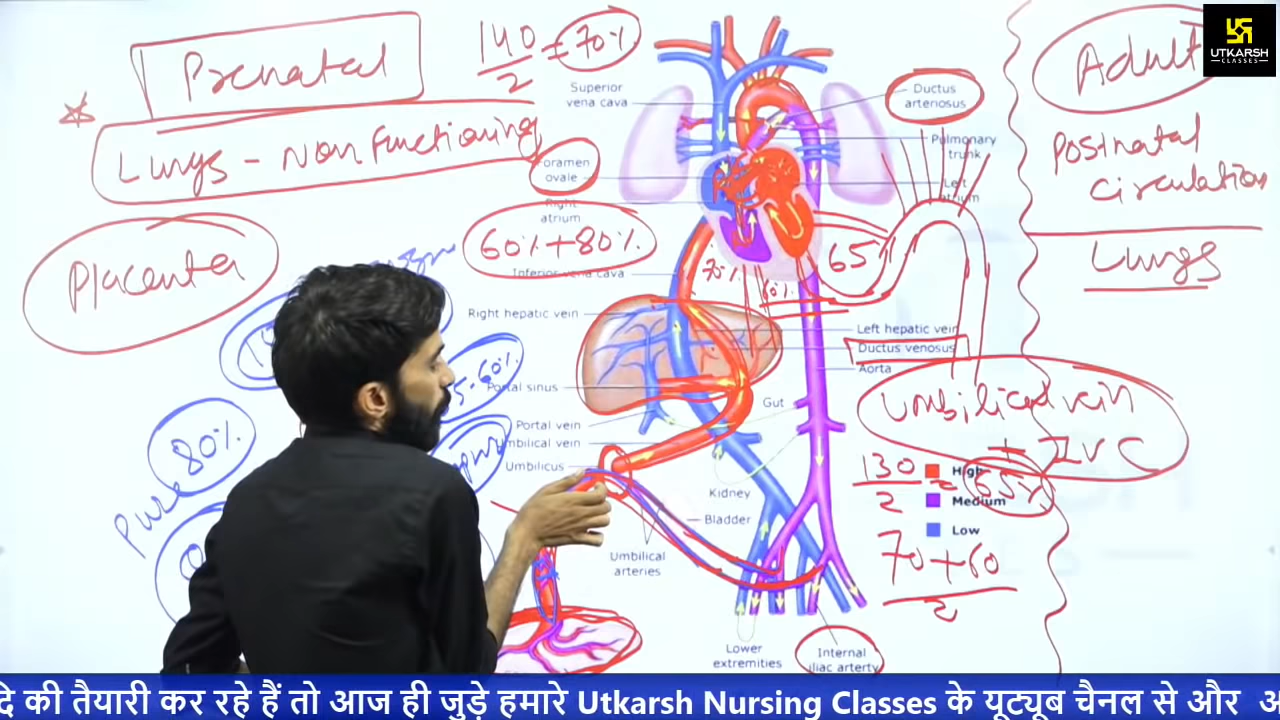 Prenatal
140
2
= 70%
Lungs - Non Functioning
Placenta
80%
Pure
5-60%
60% + 80%
Superior
vena cava
oramen
ovale
Right
atrium
Inferior vena cava
Right hepatic vein
Portal sinus
Portal vein
Umbilical vein
Umbilicus
Umbilical
arteries
Lower
extremities
Kidney
Bladder
Gut
70%
60%
65
Ductus
arteriosus
Pulmonary
trunk
Left
atrium
Left hepatic vein
Ductus venosus
Aorta
Umbilical vein
+ IVC
130
2
= 65%
High
Medium
Low
70+60
2
Internal
iliac arterty
Adult
Postnatal
circulation
Lungs
UTKARSH
CLASSES
दि की तैयारी कर रहे हैं तो आज ही जुड़े हमारे Utkarsh Nursing Classes के यूट्यूब चैनल से और